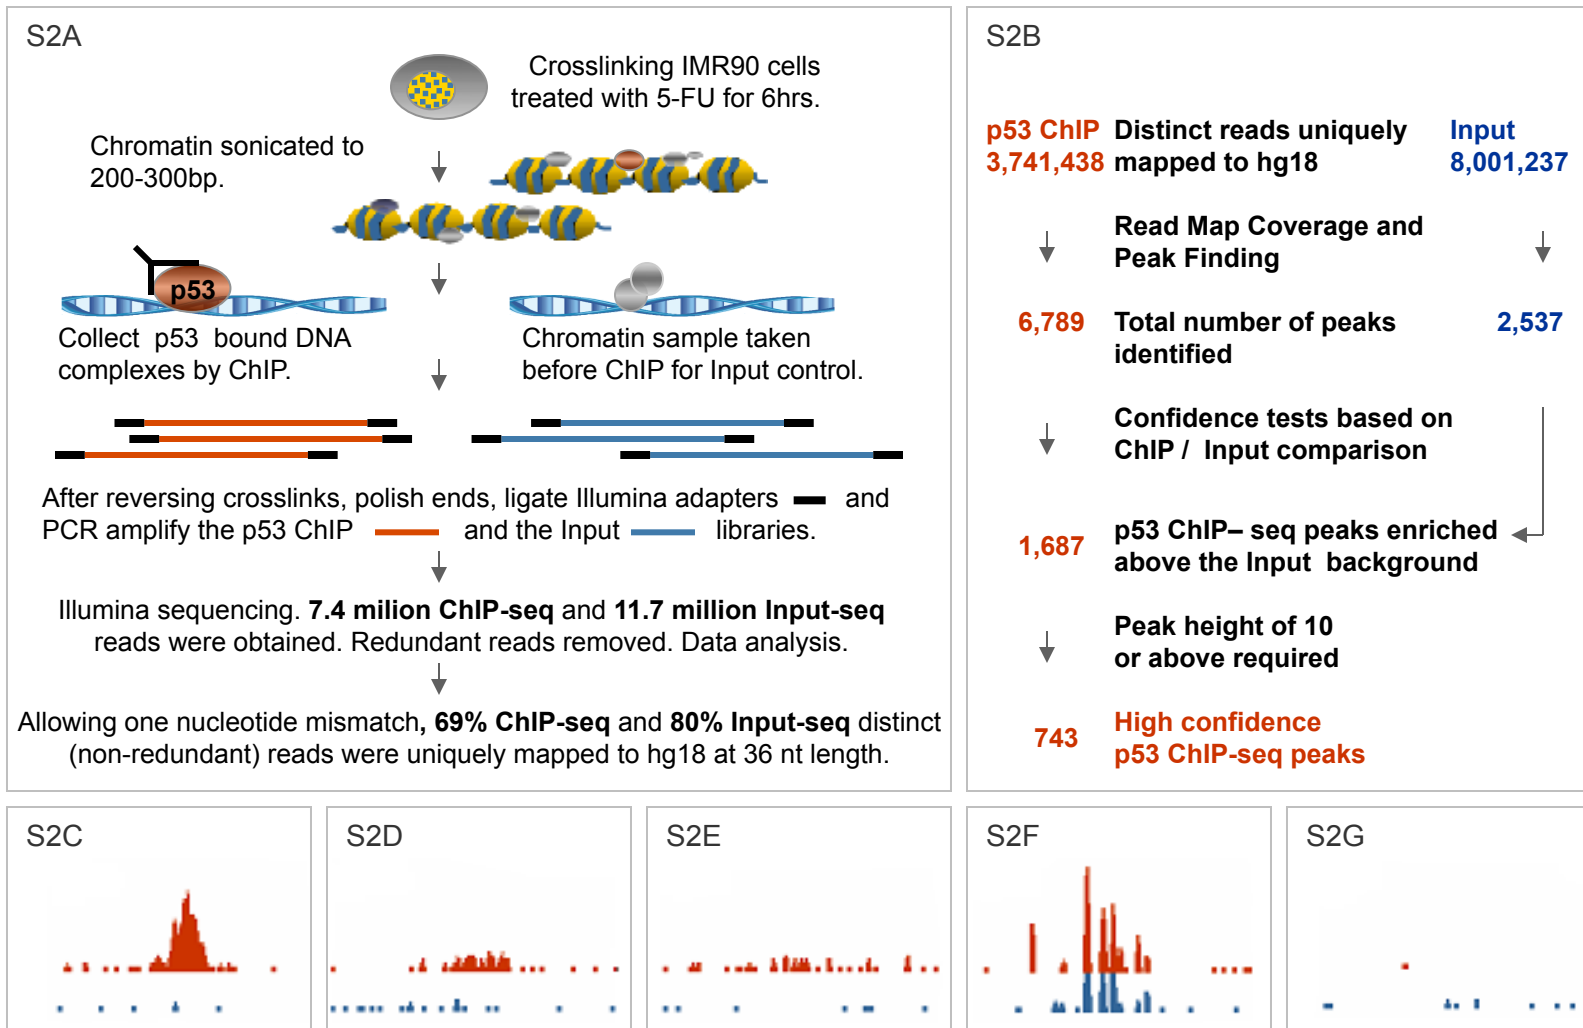 S2A
Crosslinking IMR90 cells
treated with 5-FU for 6hrs.
Chromatin sonicated to
200-300bp.
p53
Collect p53 bound DNA
complexes by ChIP.
Chromatin sample taken
before ChIP for Input control.
After reversing crosslinks, polish ends, ligate Illumina adapters and
PCR amplify the p53 ChIP and the Input libraries.
Illumina sequencing. 7.4 milion ChIP-seq and 11.7 million Input-seq
reads were obtained. Redundant reads removed. Data analysis.
Allowing one nucleotide mismatch, 69% ChIP-seq and 80% Input-seq distinct
(non-redundant) reads were uniquely mapped to hg18 at 36 nt length.
S2B
p53 ChIP Distinct reads uniquely Input
3,741,438 mapped to hg18 8,001,237
Read Map Coverage and
Peak Finding
6,789 Total number of peaks 2,537
identified
Confidence tests based on
ChIP / Input comparison
1,687 p53 ChIP– seq peaks enriched
above the Input background
Peak height of 10
or above required
743 High confidence
p53 ChIP-seq peaks
S2C
S2D
S2E
S2F
S2G